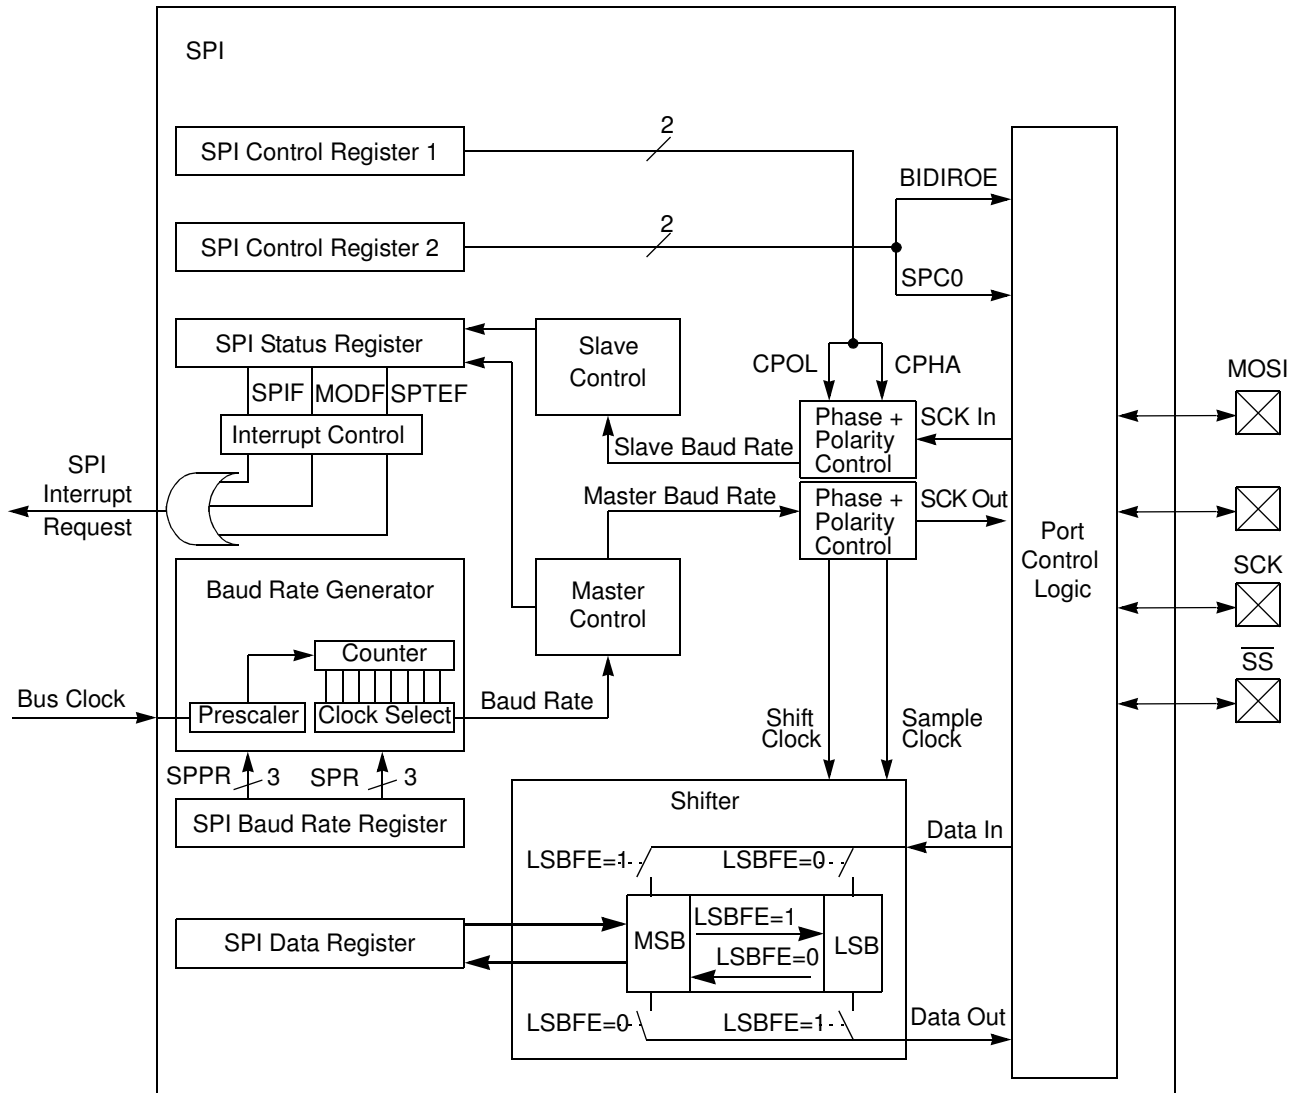 SPI
SPI Control Register 1
2
BIDIROE
SPI Control Register 2
2
SPC0
SPI Status Register
Slave
Control
CPOL
CPHA
MOSI
SPIF
MODF
SPTEF
Interrupt Control
Slave Baud Rate
Phase +
Polarity
Control
SCK In
SPI
Interrupt
Request
Master Baud Rate
Phase +
Polarity
Control
SCK Out
Port
Control
Logic
SCK
Baud Rate Generator
Master
Control
Counter
SS
Bus Clock
Prescaler
Clock Select
Baud Rate
Shift
Clock
Sample
Clock
SPPR
3
SPR
3
SPI Baud Rate Register
Shifter
Data In
LSBFE=1
LSBFE=0
SPI Data Register
MSB
LSBFE=1
LSBFE=0
LSB
LSBFE=0
LSBFE=1
Data Out